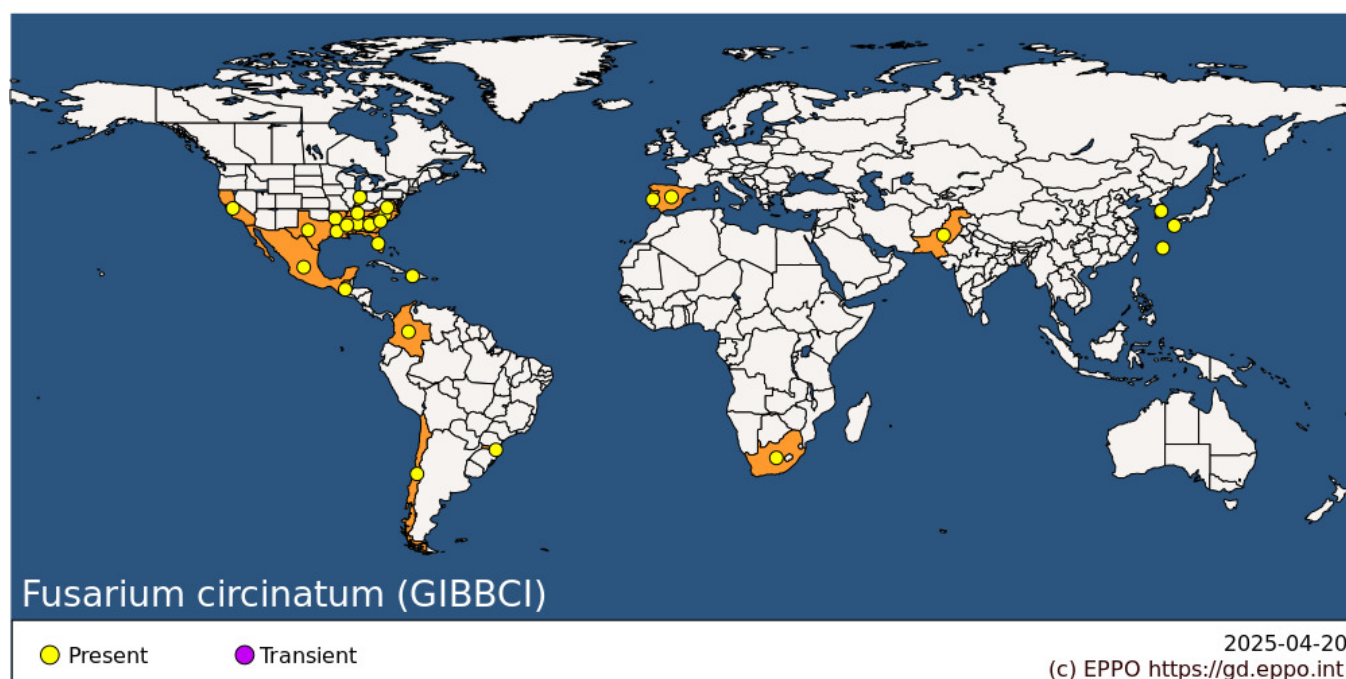 Fusarium circinatum (GIBBCI)
Present
Transient
2025-04-20
(c) EPPO https://gd.eppo.int